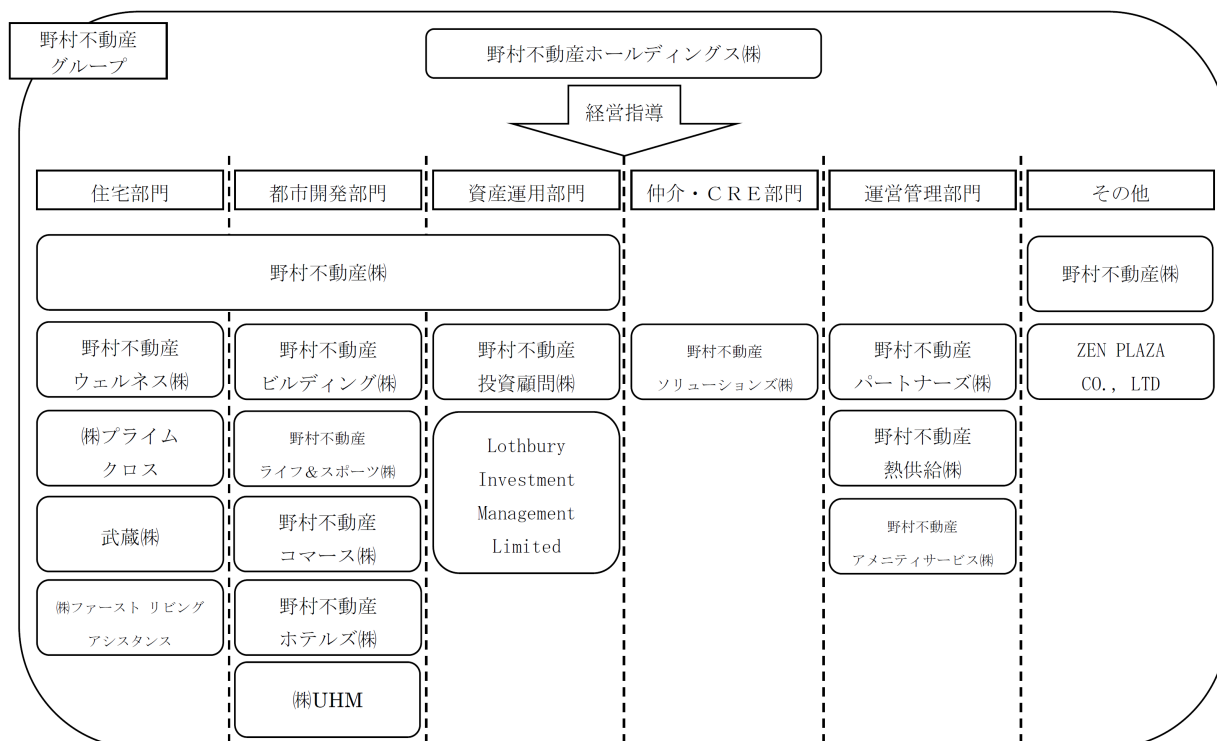 野村不動産
グループ
野村不動産ホールディングス㈱
経営指導
住宅部門
都市開発部門
資産運用部門
仲介・ＣＲＥ部門
運営管理部門
その他
野村不動産㈱
野村不動産㈱
野村不動産
ウェルネス㈱
野村不動産
ビルディング㈱
野村不動産
投資顧問㈱
野村不動産
ソリューションズ㈱
野村不動産
パートナーズ㈱
ZEN PLAZA
CO., LTD
㈱プライム
クロス
野村不動産
ライフ&スポーツ㈱
Lothbury
Investment
Management
Limited
野村不動産
熱供給㈱
武蔵㈱
野村不動産
コマース㈱
野村不動産
アメニティサービス㈱
㈱ファースト リビング
アシスタンス
野村不動産
ホテルズ㈱
㈱UHM